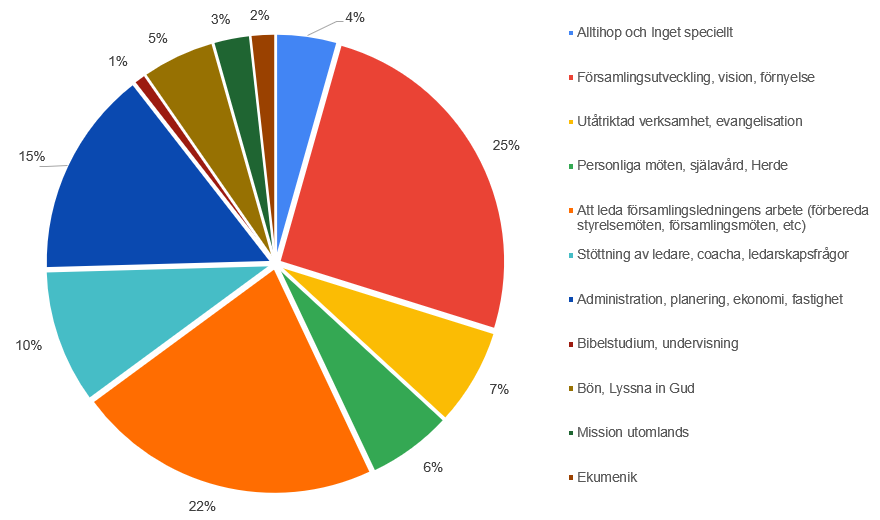 2%
4%
3%
5%
1%
25%
15%
10%
7%
6%
22%
Alltihop och Inget speciellt
Församlingsutveckling, vision, förnyelse
Utåtriktad verksamhet, evangelisation
Personliga möten, själavård, Herde
Att leda församlingsledningens arbete (förbereda
styrelsemöten, församlingsmöten, etc)
Stöttning av ledare, coacha, ledarskapsfrågor
Administration, planering, ekonomi, fastighet
Bibelstudium, undervisning
Bön, Lyssna in Gud
Mission utomlands
Ekumenik